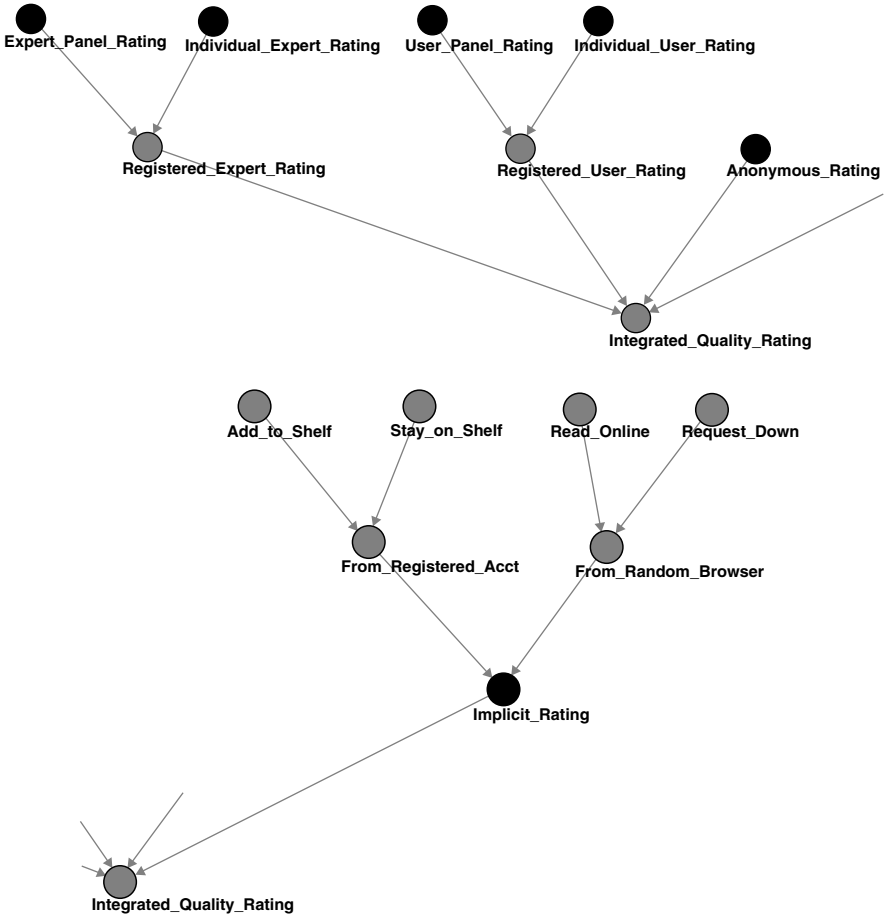 Expert_Panel_Rating
Individual_Expert_Rating
User_Panel_Rating
Individual_User_Rating
Registered_Expert_Rating
Registered_User_Rating
Anonymous_Rating
Integrated_Quality_Rating
Add_to_Shelf
Stay_on_Shelf
Read_Online
Request_Down
From_Registered_Acct
From_Random_Browser
Implicit_Rating
Integrated_Quality_Rating